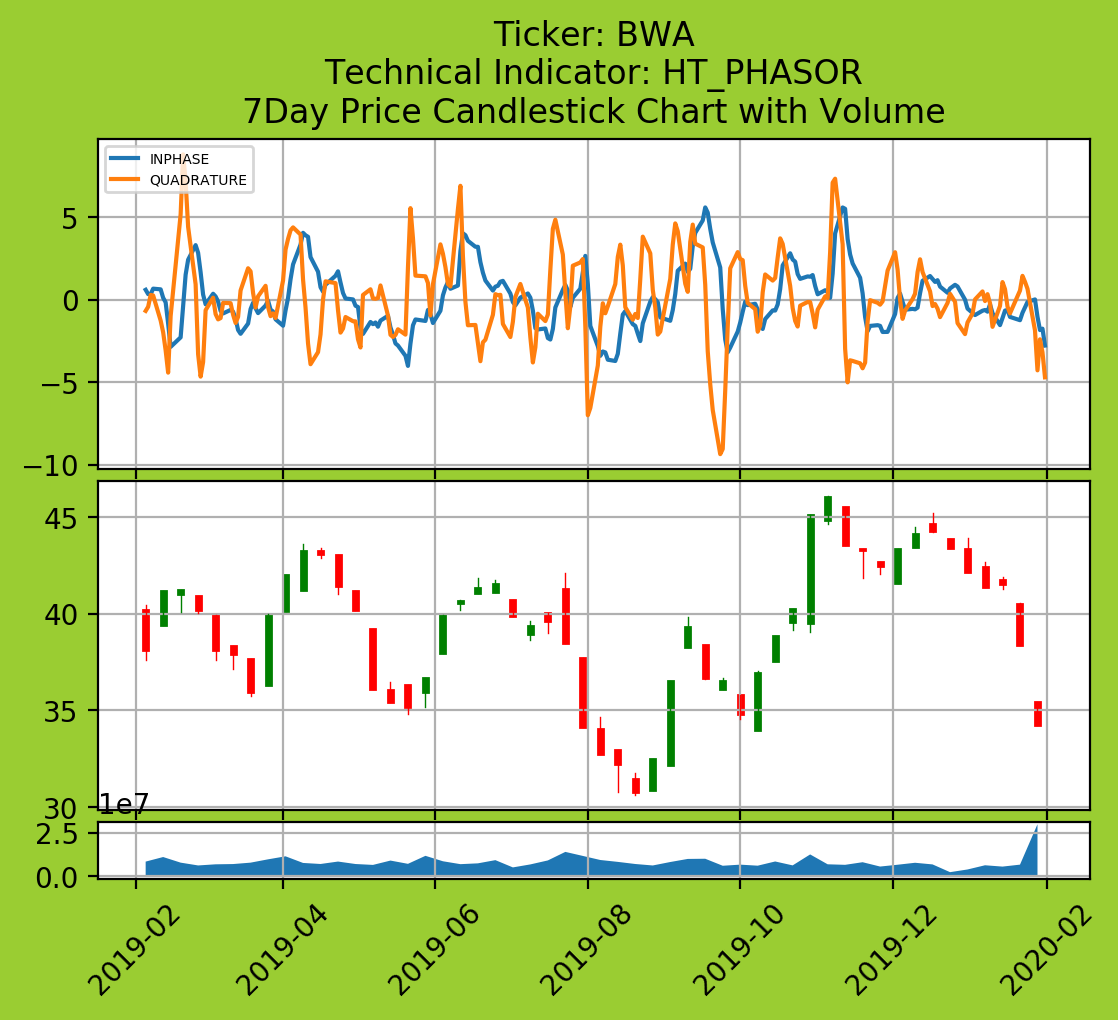 Ticker: BWA
Technical Indicator: HT_PHASOR
7Day Price Candlestick Chart with Volume
INPHASE
QUADRATURE
5
0
−5
−10
45
40
35
30
1e7
2.5
0.0
2019-02
2019-04
2019-06
2019-08
2019-10
2019-12
2020-02